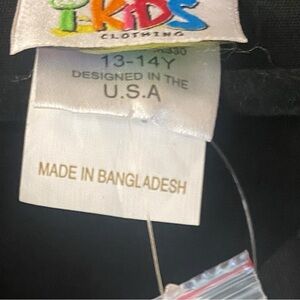 KIDS
CLOTHING
13-14Y
DESIGNED IN THE
U.S.A
MADE IN BANGLADESH